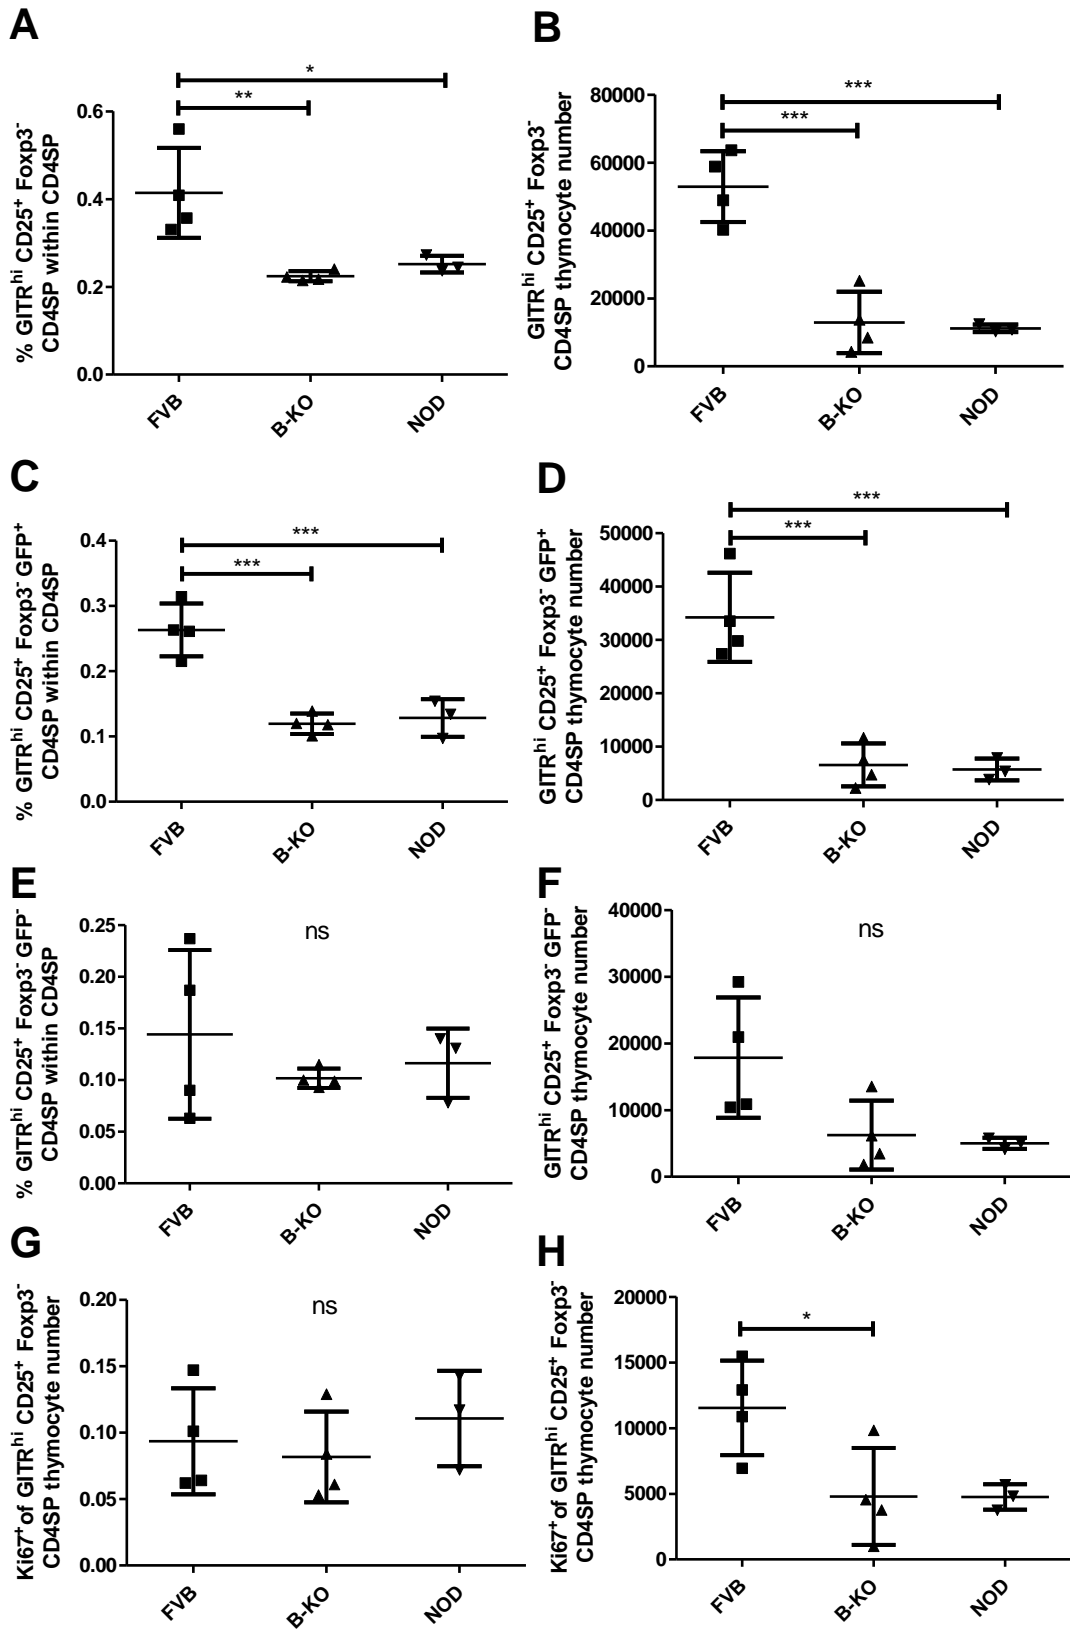 A
% GITRhi CD25+ Foxp3-
CD4SP within CD4SP
*
**
0.6
0.4
0.2
0.0
FVB
B-KO
NOD
B
GITRhi CD25+ Foxp3-
CD4SP thymocyte number
***
***
80000
60000
40000
20000
0
FVB
B-KO
NOD
C
% GITRhi CD25+ Foxp3- GFP+
CD4SP within CD4SP
***
***
0.4
0.3
0.2
0.1
0.0
FVB
B-KO
NOD
D
GITRhi CD25+ Foxp3- GFP+
CD4SP thymocyte number
***
***
50000
40000
30000
20000
10000
0
FVB
B-KO
NOD
E
% GITRhi CD25+ Foxp3- GFP-
CD4SP within CD4SP
ns
0.25
0.20
0.15
0.10
0.05
0.00
FVB
B-KO
NOD
F
GITRhi CD25+ Foxp3- GFP-
CD4SP thymocyte number
ns
40000
30000
20000
10000
0
FVB
B-KO
NOD
G
Ki67+of GITRhi CD25+ Foxp3-
CD4SP thymocyte number
ns
0.20
0.15
0.10
0.05
0.00
FVB
B-KO
NOD
H
Ki67+of GITRhi CD25+ Foxp3-
CD4SP thymocyte number
*
20000
15000
10000
5000
0
FVB
B-KO
NOD